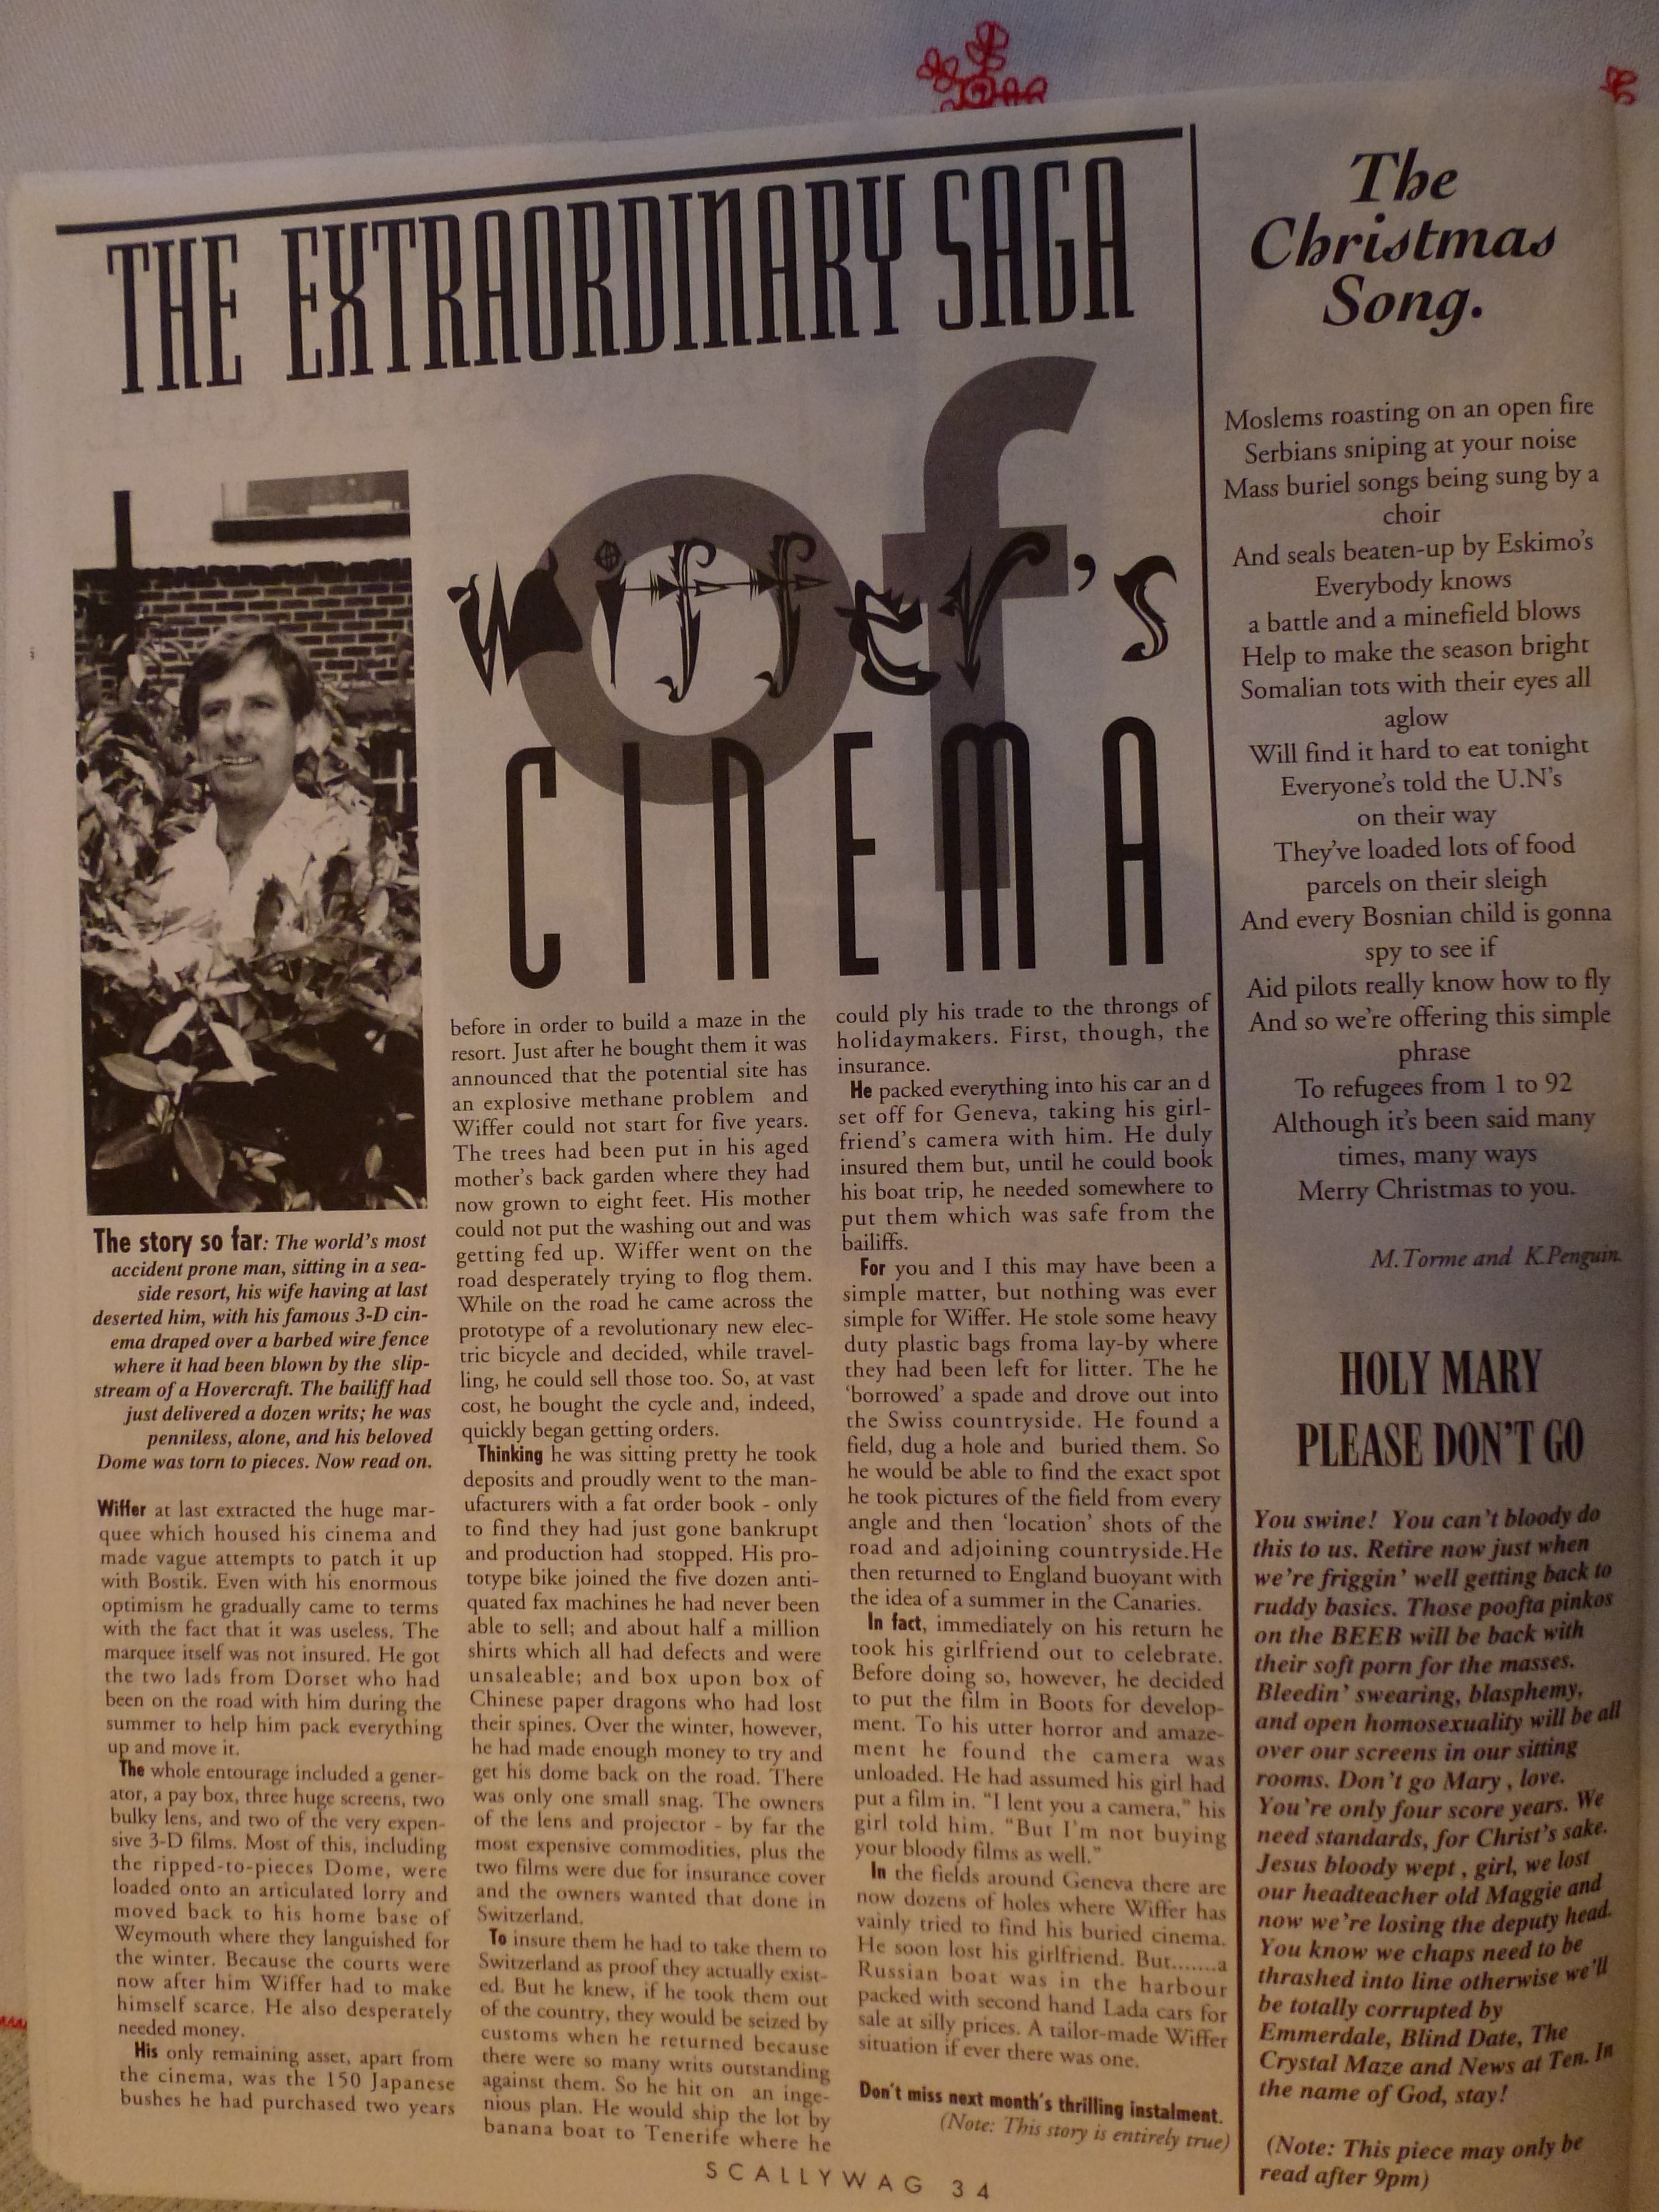 THE EXTRAORDINARY SAGA
of
Wiffer's
CINEMA
The story so far: The world's most
accident prone man, sitting in a sea-
side resort, his wife having at last
deserted him, with his famous 3-D cin-
ema draped over a barbed wire fence
where it had been blown by the slip-
stream of a Hovercraft. The bailiff had
just delivered a dozen writs; he was
penniless, alone, and his beloved
Dome was torn to pieces. Now read on.
Wiffer at last extracted the huge mar-
quee which housed his cinema and
made vague attempts to patch it up
with Bostik. Even with his enormous
optimism he gradually came to terms
with the fact that it was useless. The
marquee itself was not insured. He got
the two lads from Dorset who had
been on the road with him during the
summer to help him pack everything
up and move it.
The whole entourage included a gener-
ator, a pay box, three huge screens, two
bulky lens, and two of the very expen-
sive 3-D films. Most of this, including
the ripped-to-pieces Dome, were
loaded onto an articulated lorry and
moved back to his home base of
Weymouth where they languished for
the winter. Because the courts were
now after him Wiffer had to make
himself scarce. He also desperately
needed money.
His only remaining asset, apart from
the cinema, was the 150 Japanese
bushes he had purchased two years
before in order to build a maze in the
resort. Just after he bought them it was
announced that the potential site has
an explosive methane problem and
Wiffer could not start for five years.
The trees had been put in his aged
mother's back garden where they had
now grown to eight feet. His mother
could not put the washing out and was
getting fed up. Wiffer went on the
road desperately trying to flog them.
While on the road he came across the
prototype of a revolutionary new elec-
tric bicycle and decided, while travel-
ling, he could sell those too. So, at vast
cost, he bought the cycle and, indeed,
quickly began getting orders.
Thinking he was sitting pretty he took
deposits and proudly went to the man-
ufacturers with a fat order book - only
to find they had just gone bankrupt
and production had stopped. His pro-
totype bike joined the five dozen anti-
quated fax machines he had never been
able to sell; and about half a million
shirts which all had defects and were
unsaleable; and box upon box of
Chinese paper dragons who had lost
their spines. Over the winter, however,
he had made enough money to try and
get his dome back on the road. There
was only one small snag. The owners
of the lens and projector - by far the
most expensive commodities, plus the
two films were due for insurance cover
and the owners wanted that done in
Switzerland.
To insure them he had to take them to
Switzerland as proof they actually exist-
ed. But he knew, if he took them out
of the country, they would be seized by
customs when he returned because
there were so many writs outstanding
against them. So he hit on an inge-
nious plan. He would ship the lot by
banana boat to Tenerife where he
could ply his trade to the throngs of
holidaymakers. First, though, the
insurance.
He packed everything into his car an d
set off for Geneva, taking his girl-
friend's camera with him. He duly
insured them but, until he could book
his boat trip, he needed somewhere to
put them which was safe from the
bailiffs.
For you and I this may have been a
simple matter, but nothing was ever
simple for Wiffer. He stole some heavy
duty plastic bags froma lay-by where
they had been left for litter. The he
'borrowed' a spade and drove out into
the Swiss countryside. He found a
field, dug a hole and buried them. So
he would be able to find the exact spot
he took pictures of the field from every
angle and then 'location' shots of the
road and adjoining countryside.He
then returned to England buoyant with
the idea of a summer in the Canaries.
In fact, immediately on his return he
took his girlfriend out to celebrate.
Before doing so, however, he decided
to put the film in Boots for develop-
ment. To his utter horror and amaze-
ment he found the camera was
unloaded. He had assumed his girl had
put a film in. "I lent you a camera," his
girl told him. "But I'm not buying
your bloody films as well."
In the fields around Geneva there are
now dozens of holes where Wiffer has
vainly tried to find his buried cinema.
He soon lost his girlfriend. But.......a
Russian boat was in the harbour
packed with second hand Lada cars for
sale at silly prices. A tailor-made Wiffer
situation if ever there was one.
Don't miss next month's thrilling instalment.
(Note: This story is entirely true)
The
Christmas
Song.
Moslems roasting on an open fire
Serbians sniping at your noise
Mass buriel songs being sung by a
choir
And seals beaten-up by Eskimo's
Everybody knows
a battle and a minefield blows
Help to make the season bright
Somalian tots with their eyes all
aglow
Will find it hard to eat tonight
Everyone's told the U.N's
on their way
They've loaded lots of food
parcels on their sleigh
And every Bosnian child is gonna
spy to see if
Aid pilots really know how to fly
And so we're offering this simple
phrase
To refugees from 1 to 92
Although it's been said many
times, many ways
Merry Christmas to you.
M.Torme and K.Penguin.
HOLY MARY
PLEASE DON'T GO
You swine! You can't bloody do
this to us. Retire now just when
we're friggin' well getting back to
ruddy basics. Those poofta pinkos
on the BEEB will be back with
their soft porn for the masses.
Bleedin' swearing, blasphemy,
and open homosexuality will be all
over our screens in our sitting
rooms. Don't go Mary , love.
You're only four score years. We
need standards, for Christ's sake.
Jesus bloody wept , girl, we lost
our headteacher old Maggie and
now we're losing the deputy head.
You know we chaps need to be
thrashed into line otherwise we'll
be totally corrupted by
Emmerdale, Blind Date, The
Crystal Maze and News at Ten. In
the name of God, stay!
(Note: This piece may only be
read after 9pm)
SCALLYWAG 34